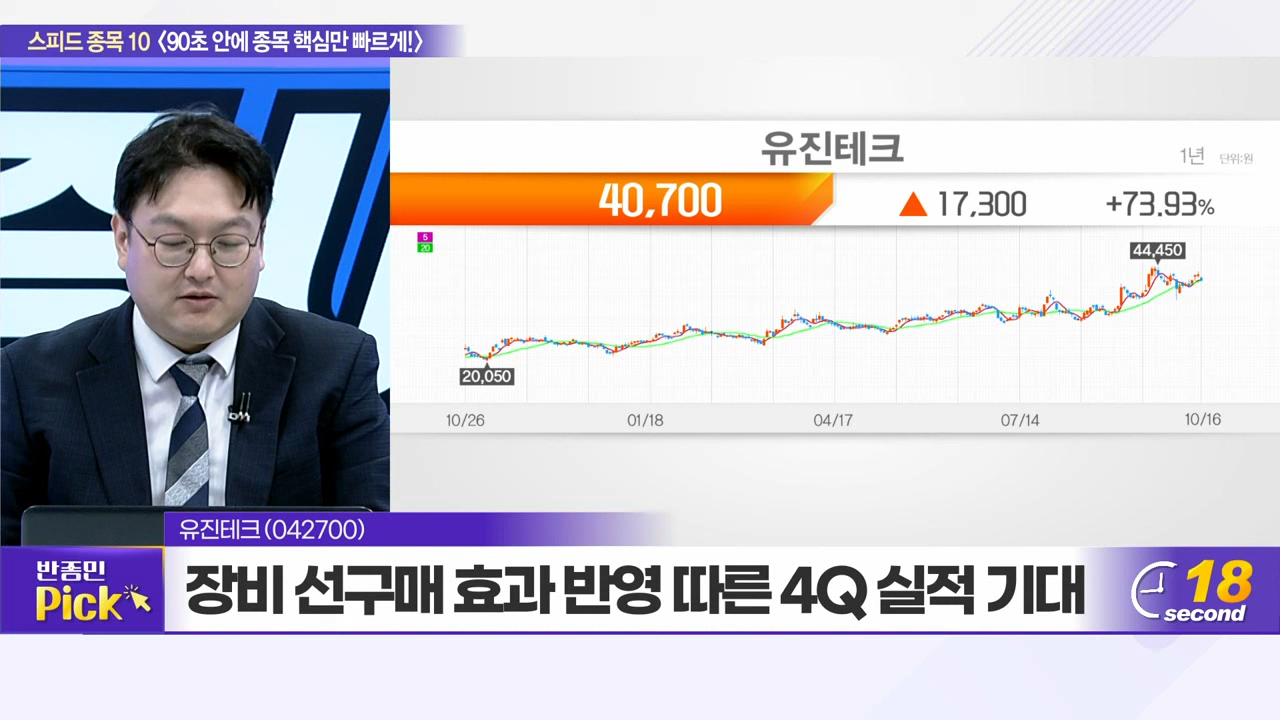 스피드 종목 10 〈90초 안에 종목 핵심만 빠르게!〉
유진테크
1년 단위:원
40,700 ▲ 17,300 +73.93%
5
20
44,450
20,050
10/26 01/18 04/17 07/14 10/16
유진테크(042700)
반종민
Pick
장비 선구매 효과 반영 따른 4Q 실적 기대
18
second